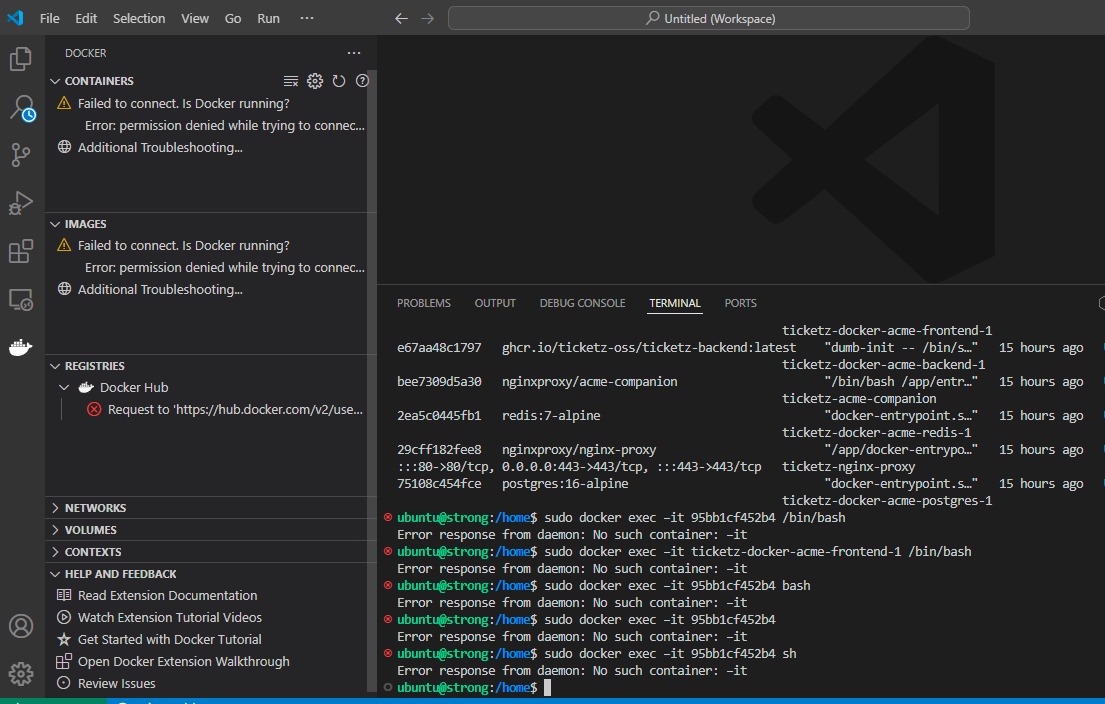 File Edit Selection View Go Run ···
Untitled (Workspace)
DOCKER
CONTAINERS
Failed to connect. Is Docker running?
Error: permission denied while trying to connec...
Additional Troubleshooting...
IMAGES
Failed to connect. Is Docker running?
Error: permission denied while trying to connec...
Additional Troubleshooting...
REGISTRIES
Docker Hub
Request to 'https://hub.docker.com/v2/use...
NETWORKS
VOLUMES
CONTEXTS
HELP AND FEEDBACK
Read Extension Documentation
Watch Extension Tutorial Videos
Get Started with Docker Tutorial
Open Docker Extension Walkthrough
Review Issues
PROBLEMS OUTPUT DEBUG CONSOLE TERMINAL PORTS
ticketz-docker-acme-frontend-1
e67aa48c1797 ghcr.io/ticketz-oss/ticketz-backend:latest "dumb-init -- /bin/s…" 15 hours ago
ticketz-docker-acme-backend-1
bee7309d5a30 nginxproxy/acme-companion "/bin/bash /app/entr…" 15 hours ago
ticketz-acme-companion
2ea5c0445fb1 redis:7-alpine "docker-entrypoint.s…" 15 hours ago
ticketz-docker-acme-redis-1
29cff182fee8 nginxproxy/nginx-proxy "/app/docker-entrypo…" 15 hours ago
:::80->80/tcp, 0.0.0.0:443->443/tcp, :::443->443/tcp ticketz-nginx-proxy
75108c454fce postgres:16-alpine "docker-entrypoint.s…" 15 hours ago
ticketz-docker-acme-postgres-1
ubuntu@strong:/home$ sudo docker exec –it 95bb1cf452b4 /bin/bash
Error response from daemon: No such container: –it
ubuntu@strong:/home$ sudo docker exec –it ticketz-docker-acme-frontend-1 /bin/bash
Error response from daemon: No such container: –it
ubuntu@strong:/home$ sudo docker exec –it 95bb1cf452b4 bash
Error response from daemon: No such container: –it
ubuntu@strong:/home$ sudo docker exec –it 95bb1cf452b4
Error response from daemon: No such container: –it
ubuntu@strong:/home$ sudo docker exec –it 95bb1cf452b4 sh
Error response from daemon: No such container: –it
ubuntu@strong:/home$